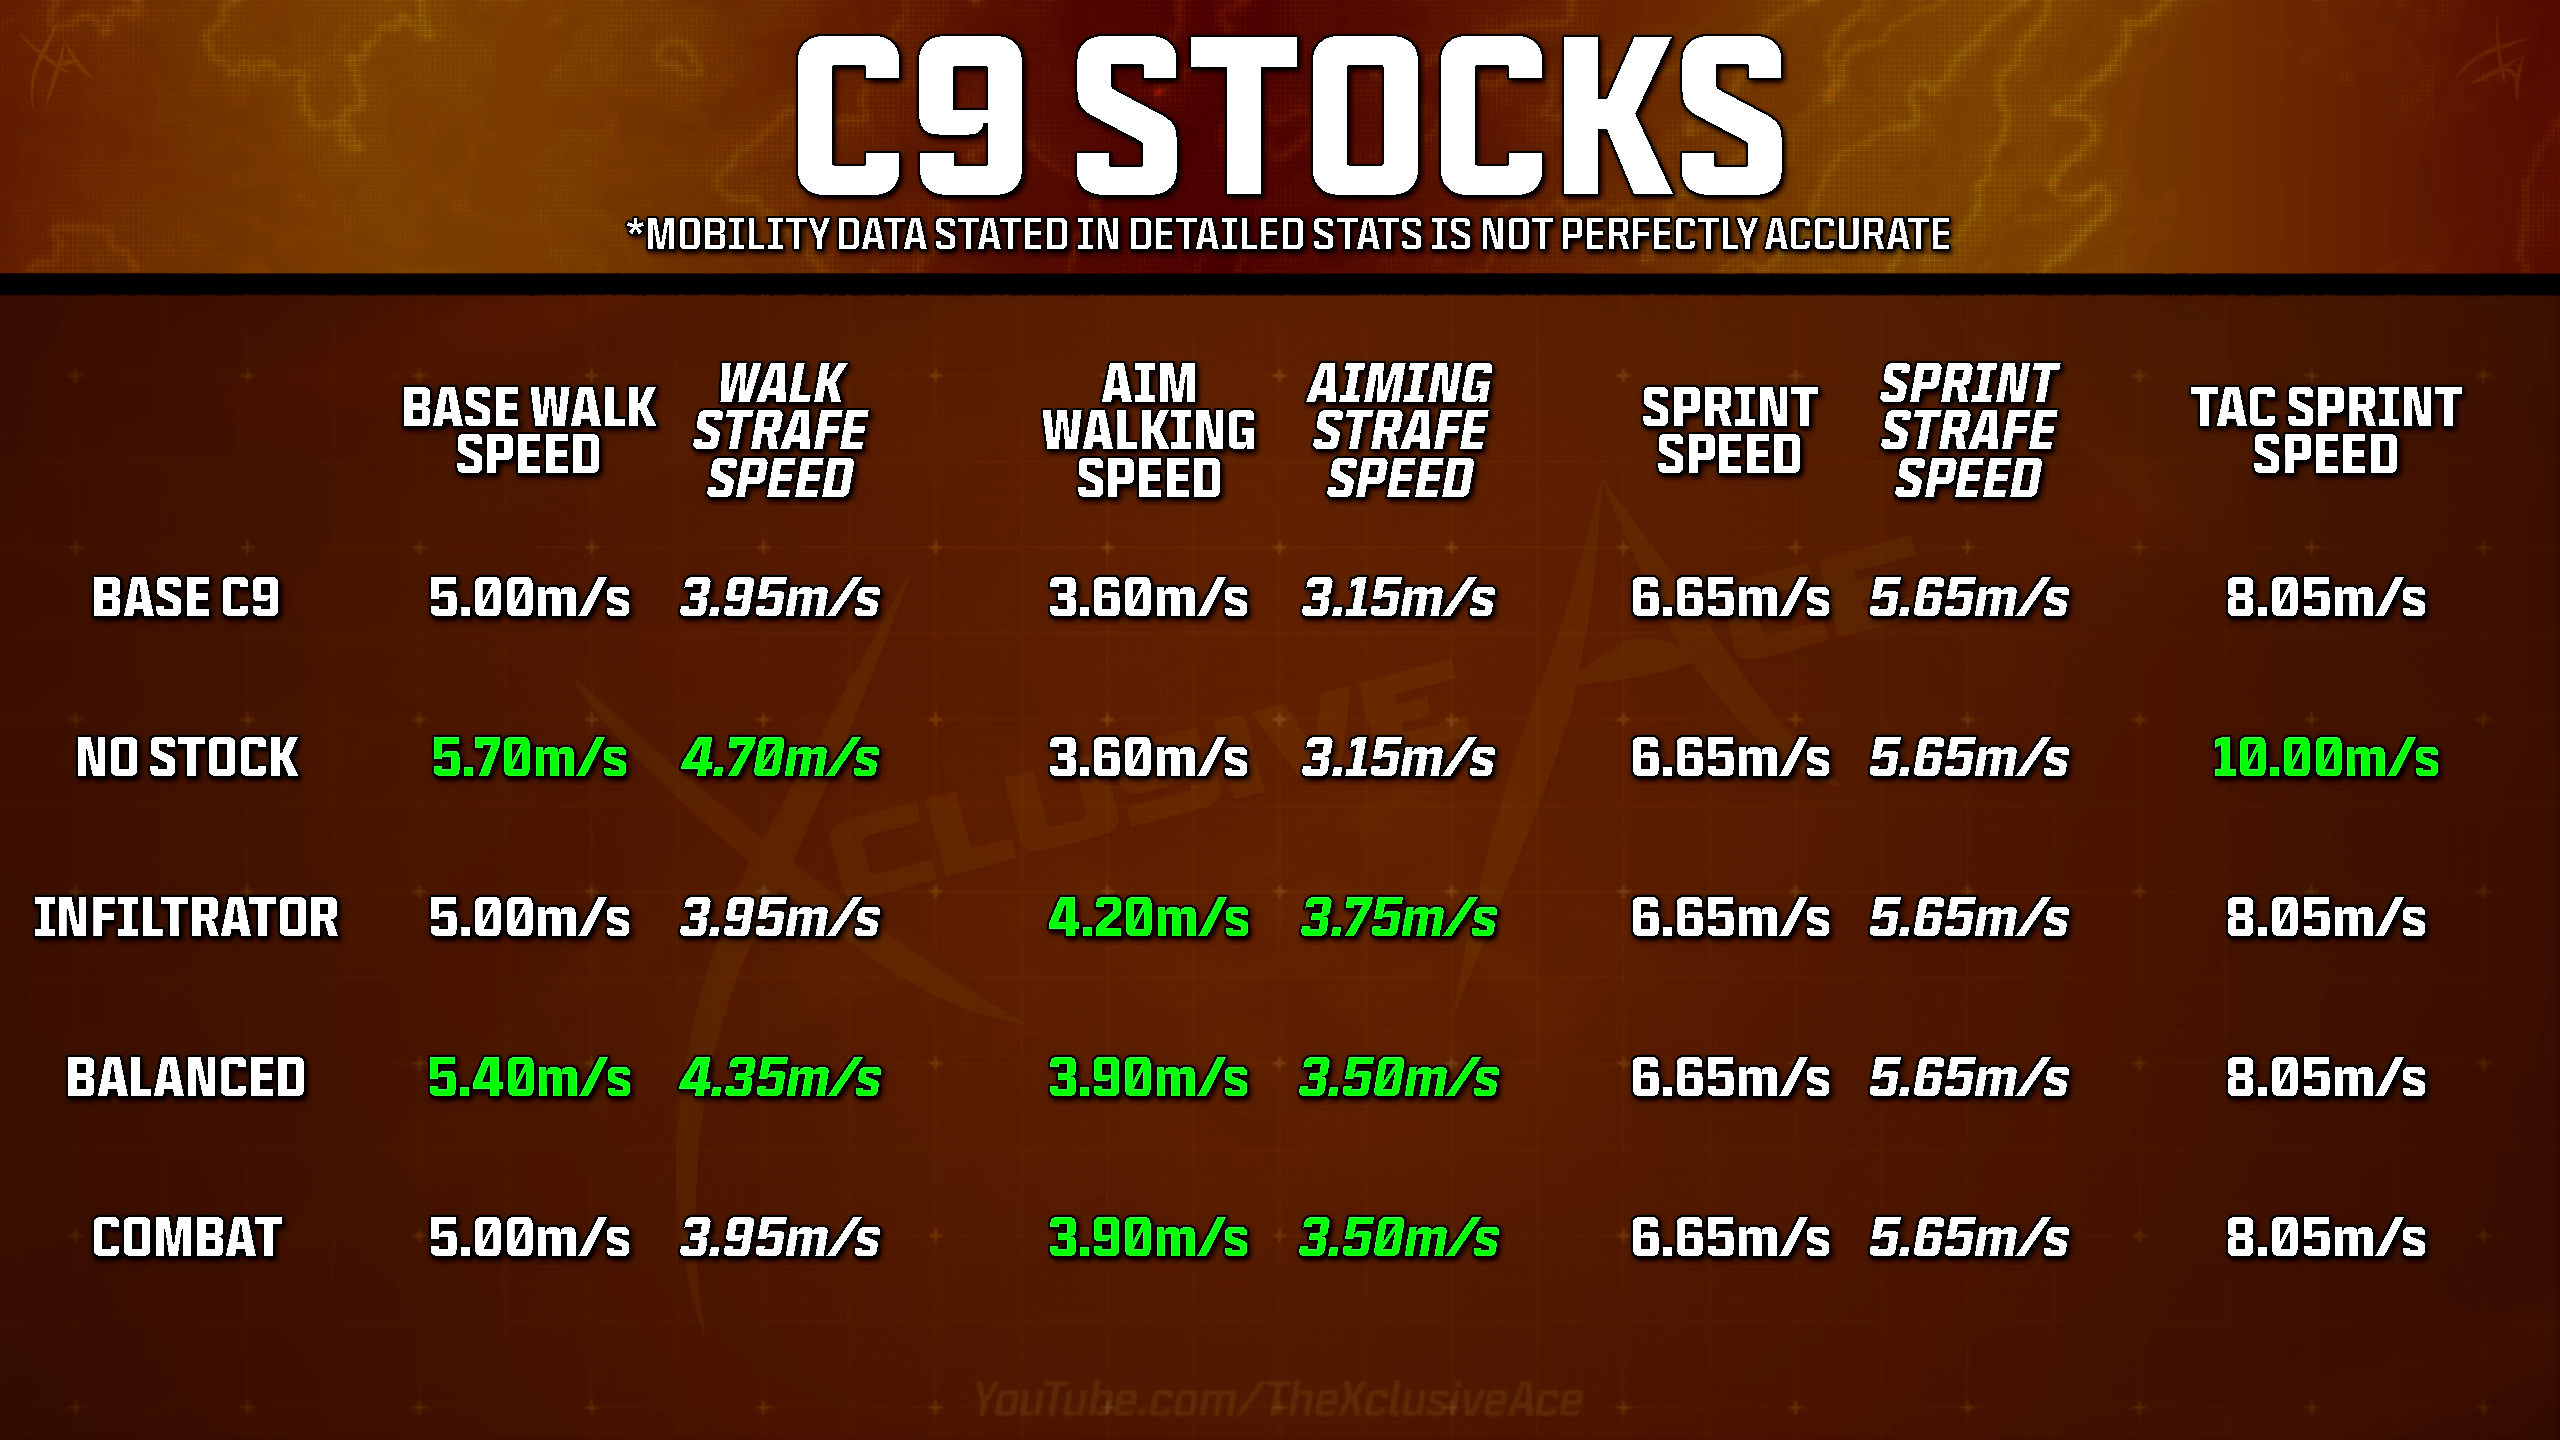 C9 STOCKS
*MOBILITY DATA STATED IN DETAILED STATS IS NOT PERFECTLY ACCURATE
BASE WALK
SPEED
WALK
STRAFE
SPEED
AIM
WALKING
SPEED
AIMING
STRAFE
SPEED
SPRINT
SPEED
SPRINT
STRAFE
SPEED
TAC SPRINT
SPEED
BASE C9 5.00m/s 3.95m/s 3.60m/s 3.15m/s 6.65m/s 5.65m/s 8.05m/s
NO STOCK 5.70m/s 4.70m/s 3.60m/s 3.15m/s 6.65m/s 5.65m/s 10.00m/s
INFILTRATOR 5.00m/s 3.95m/s 4.20m/s 3.75m/s 6.65m/s 5.65m/s 8.05m/s
BALANCED 5.40m/s 4.35m/s 3.90m/s 3.50m/s 6.65m/s 5.65m/s 8.05m/s
COMBAT 5.00m/s 3.95m/s 3.90m/s 3.50m/s 6.65m/s 5.65m/s 8.05m/s
XCLUSIVE ACE
YouTube.com/TheXclusiveAce